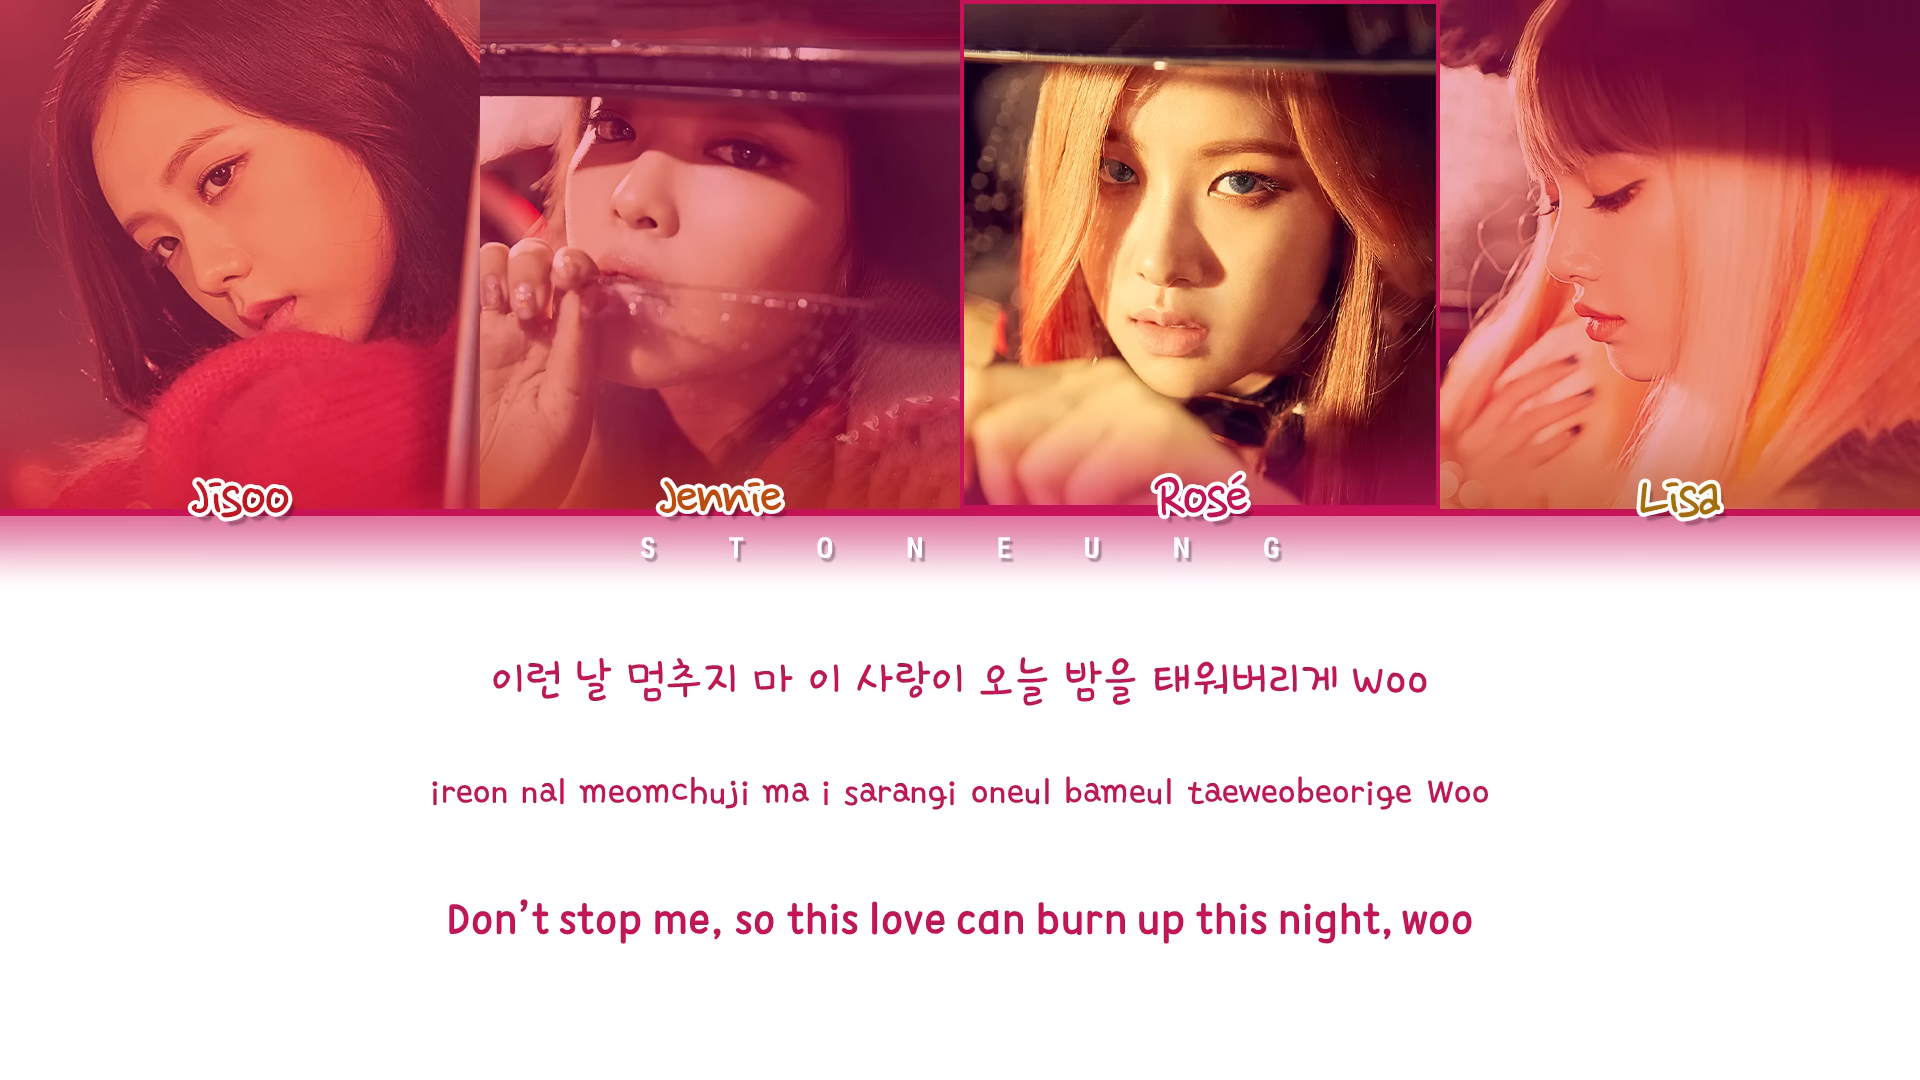 Jisoo Jennie Rosé Lisa
STONEUNG
이런 날 멈추지 마 이 사랑이 오늘 밤을 태워버리게 Woo
ireon nal meomchuji ma i sarangi oneul bameul taeweobeorige Woo
Don't stop me, so this love can burn up this night, woo